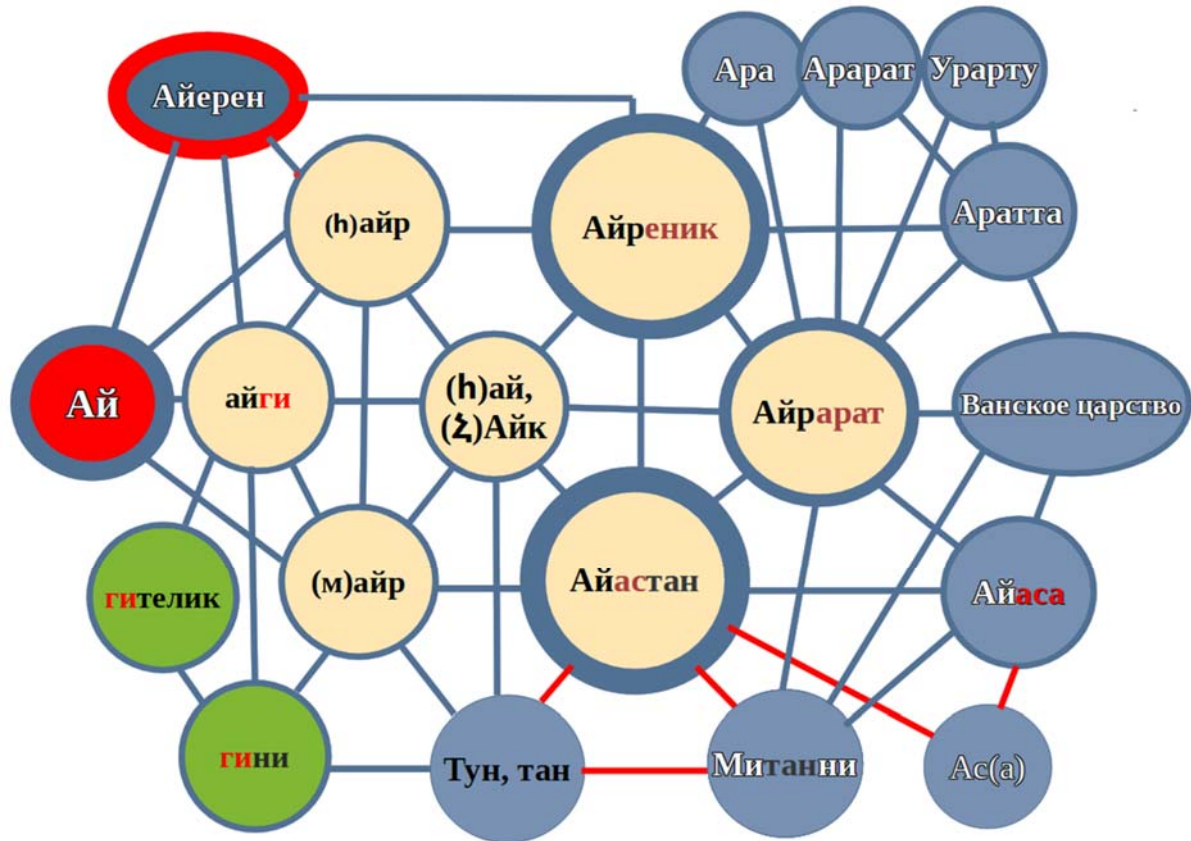 Айерен
Ара
Арарат
Урарту
(h)айр
Айреник
Аратта
Ай
айги
(h)ай,
(Հ)Айк
Айрарат
Ванское царство
гителик
(м)айр
Айастан
Айаса
гини
Тун, тан
Митанни
Ас(а)